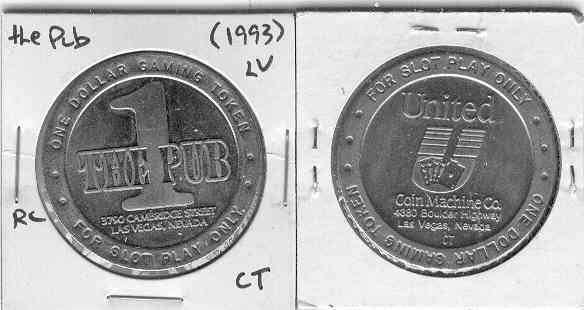 the Pub
(1993)
LV
ONE DOLLAR GAMING TOKEN
1
THE PUB
3790 CAMBRIDGE STREET
LAS VEGAS, NEVADA
FOR SLOT PLAY ONLY
RC
CT
FOR SLOT PLAY ONLY
United
Coin Machine Co.
4380 Boulder Highway
Las Vegas, Nevada
CT
ONE DOLLAR GAMING TOKEN